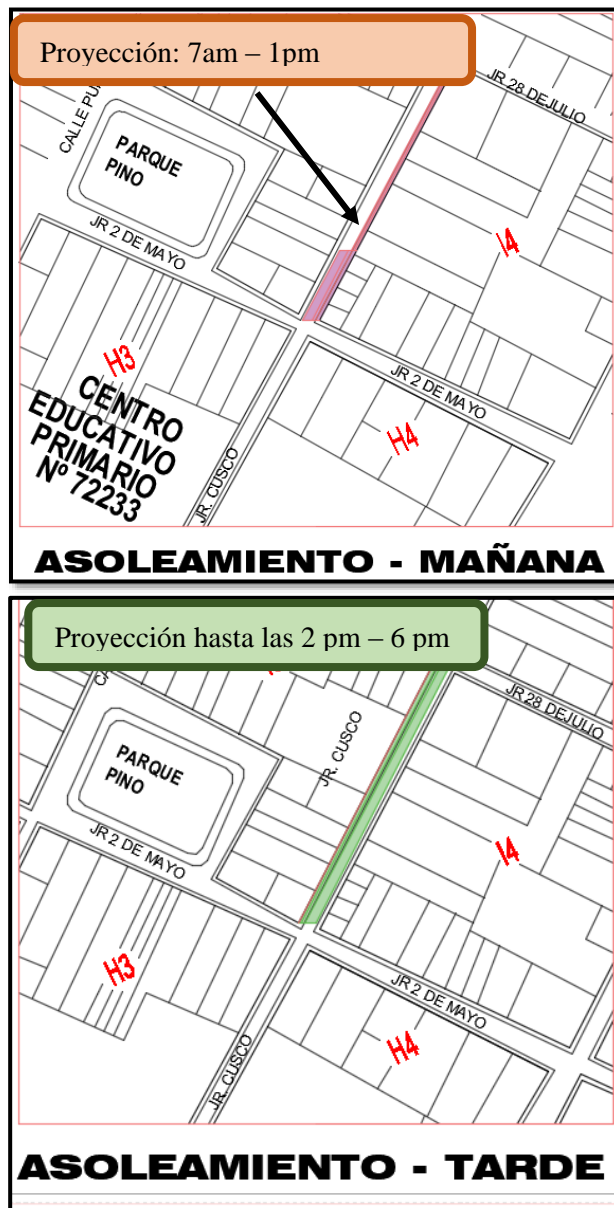 Proyección: 7am – 1pm
JR 28 DEJULIO
PARQUE
PINO
JR 2 DE MAYO
I4
H3
CENTRO
EDUCATIVO
PRIMARIO
Nº 72233
JR. CUSCO
JR 2 DE MAYO
H4
ASOLEAMIENTO - MAÑANA
Proyección hasta las 2 pm – 6 pm
JR 28 DEJULIO
JR. CUSCO
PARQUE
PINO
JR 2 DE MAYO
I4
H3
JR 2 DE MAYO
H4
JR. CUSCO
ASOLEAMIENTO - TARDE